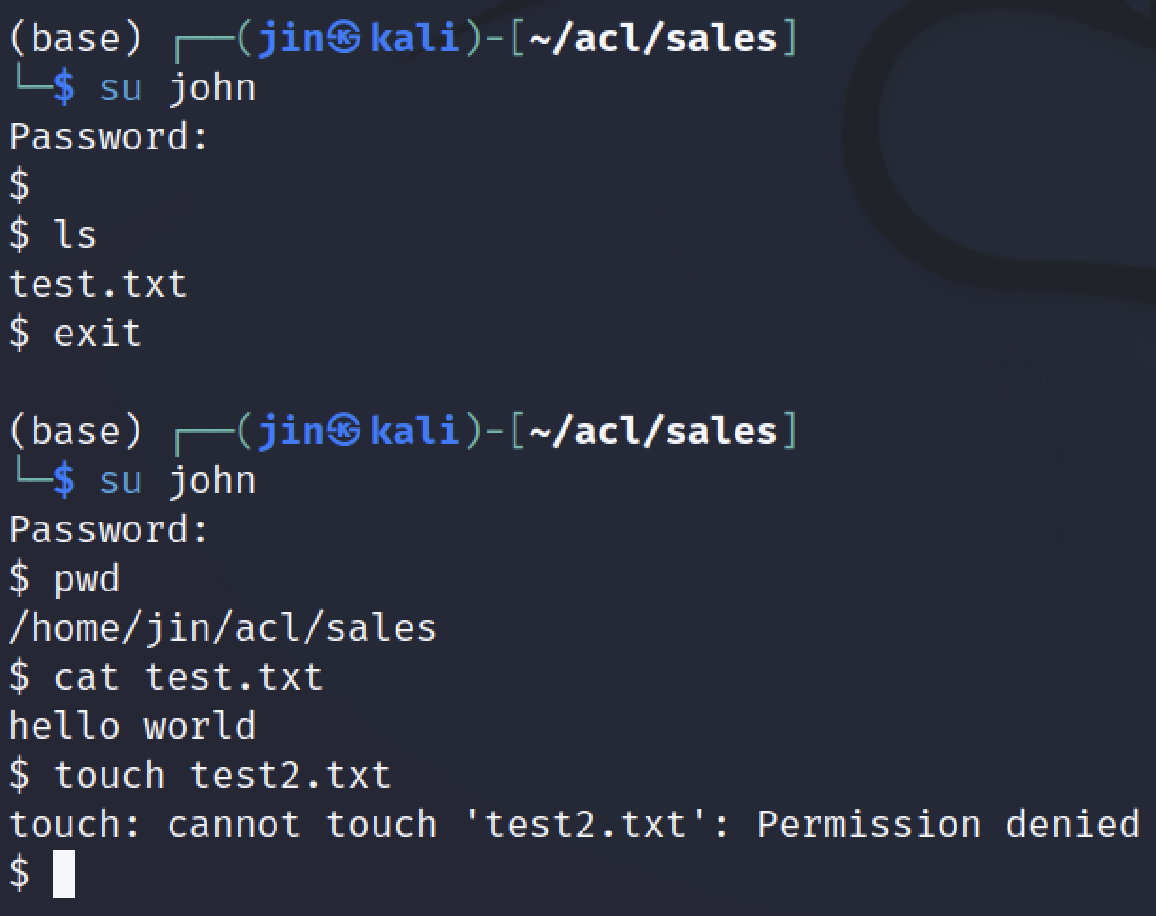 (base) ┌──(jin㉿kali)-[~/acl/sales]
└─$ su john
Password:
$
$ ls
test.txt
$ exit
(base) ┌──(jin㉿kali)-[~/acl/sales]
└─$ su john
Password:
$ pwd
/home/jin/acl/sales
$ cat test.txt
hello world
$ touch test2.txt
touch: cannot touch 'test2.txt': Permission denied
$